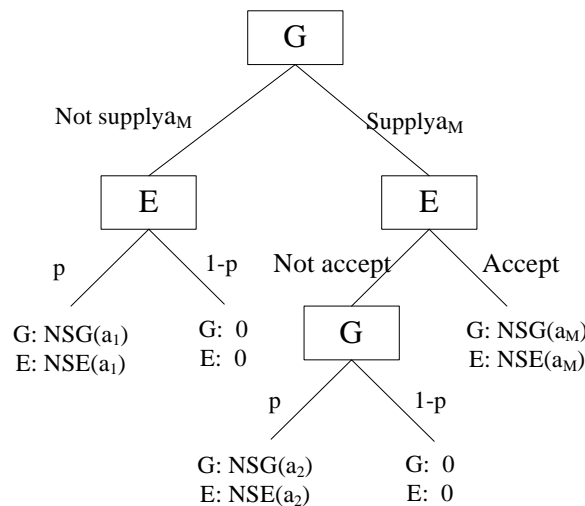 G
Not supplya_M
Supplya_M
E
E
p
1-p
Not accept
Accept
G: NSG(a_1)
E: NSE(a_1)
G: 0
E: 0
G
G: NSG(a_M)
E: NSE(a_M)
p
1-p
G: NSG(a_2)
E: NSE(a_2)
G: 0
E: 0